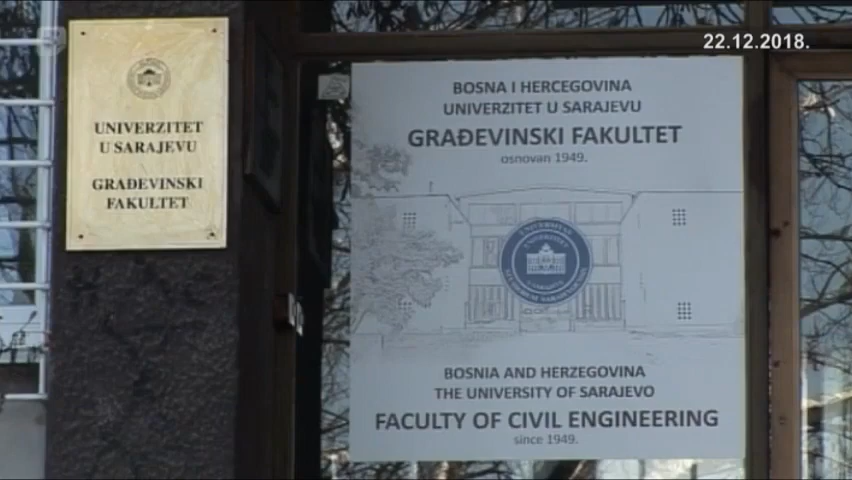 22.12.2018.
UNIVERZITET
U SARAJEVU
GRAĐEVINSKI
FAKULTET
BOSNA I HERCEGOVINA
UNIVERZITET U SARAJEVU
GRAĐEVINSKI FAKULTET
osnovan 1949.
BOSNIA AND HERZEGOVINA
THE UNIVERSITY OF SARAJEVO
FACULTY OF CIVIL ENGINEERING
since 1949.